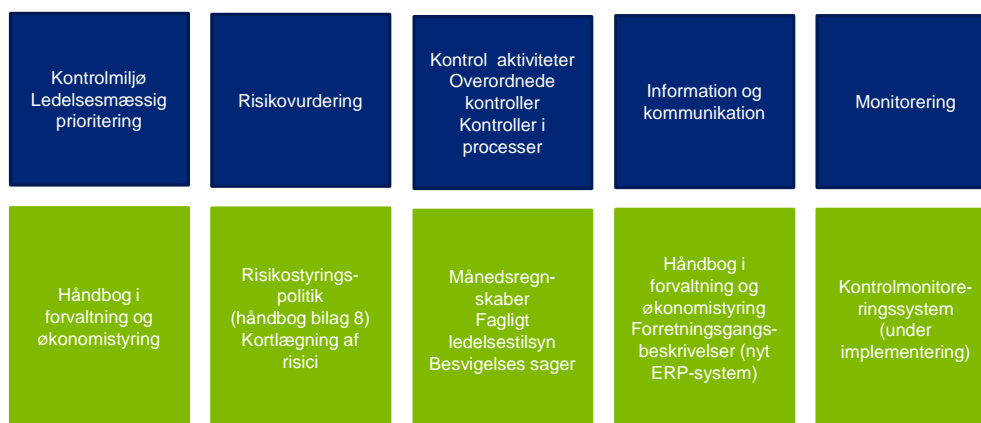 Kontrolmiljø
Ledelsesmæssig
prioritering
Risikovurdering
Kontrol aktiviteter
Overordnede
kontroller
Kontroller i
processer
Information og
kommunikation
Monitorering
Håndbog i
forvaltning og
økonomistyring
Risikostyrings-
politik
(håndbog bilag 8)
Kortlægning af
risici
Månedsregn-
skaber
Fagligt
ledelsestilsyn
Besvigelses sager
Håndbog i
forvaltning og
økonomistyring
Forretningsgangs-
beskrivelser (nyt
ERP-system)
Kontrolmonitore-
ringssystem
(under
implementering)